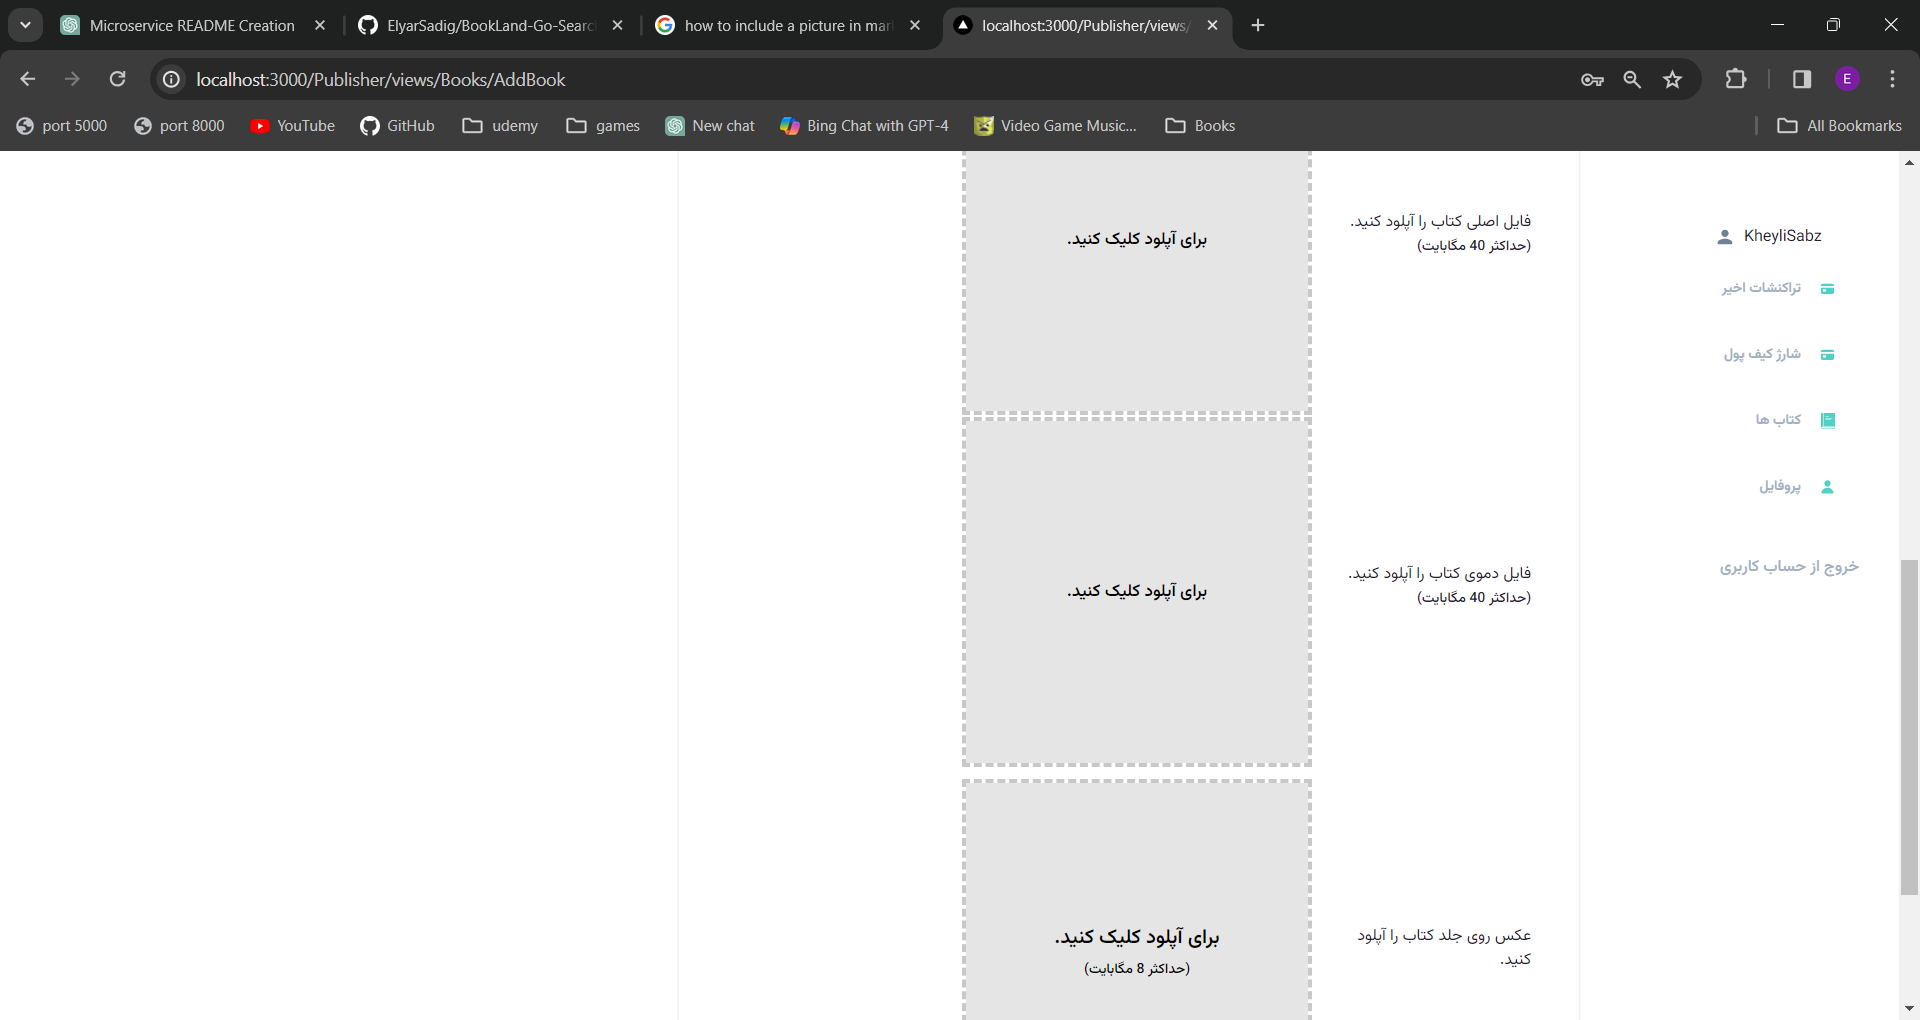 Microservice README Creation
ElyarSadig/BookLand-Go-Searc
how to include a picture in mar
localhost:3000/Publisher/views/
localhost:3000/Publisher/views/Books/AddBook
E
port 5000
port 8000
YouTube
GitHub
udemy
games
New chat
Bing Chat with GPT-4
Video Game Music...
Books
All Bookmarks
KheyliSabz
تراکنشات اخیر
شارژ کیف پول
کتاب ها
پروفایل
خروج از حساب کاربری
فایل اصلی کتاب را آپلود کنید.
(حداکثر 40 مگابایت)
برای آپلود کلیک کنید.
فایل دموی کتاب را آپلود کنید.
(حداکثر 40 مگابایت)
برای آپلود کلیک کنید.
عکس روی جلد کتاب را آپلود
کنید.
برای آپلود کلیک کنید.
(حداکثر 8 مگابایت)